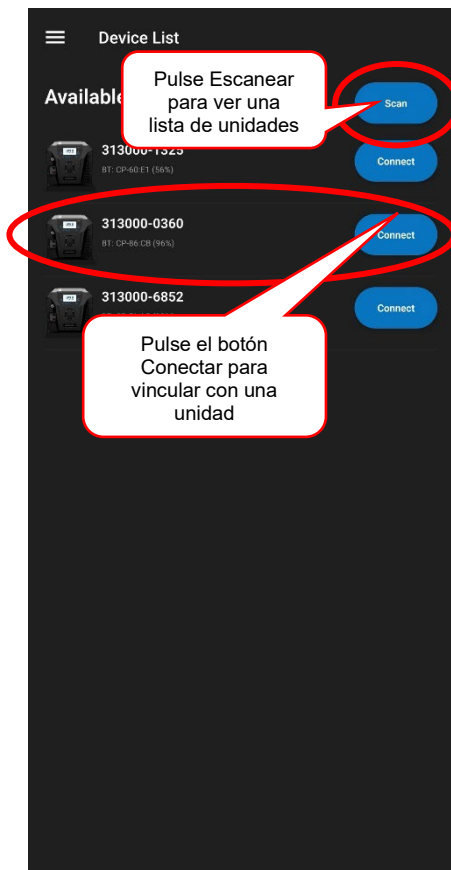 Device List
Pulse Escanear
para ver una
lista de unidades
Available
Scan
313000-1325
BT: CP-60:E1 (56%)
Connect
313000-0360
BT: CP-86:CB (96%)
Connect
313000-6852
Connect
Pulse el botón
Conectar para
vincular con una
unidad